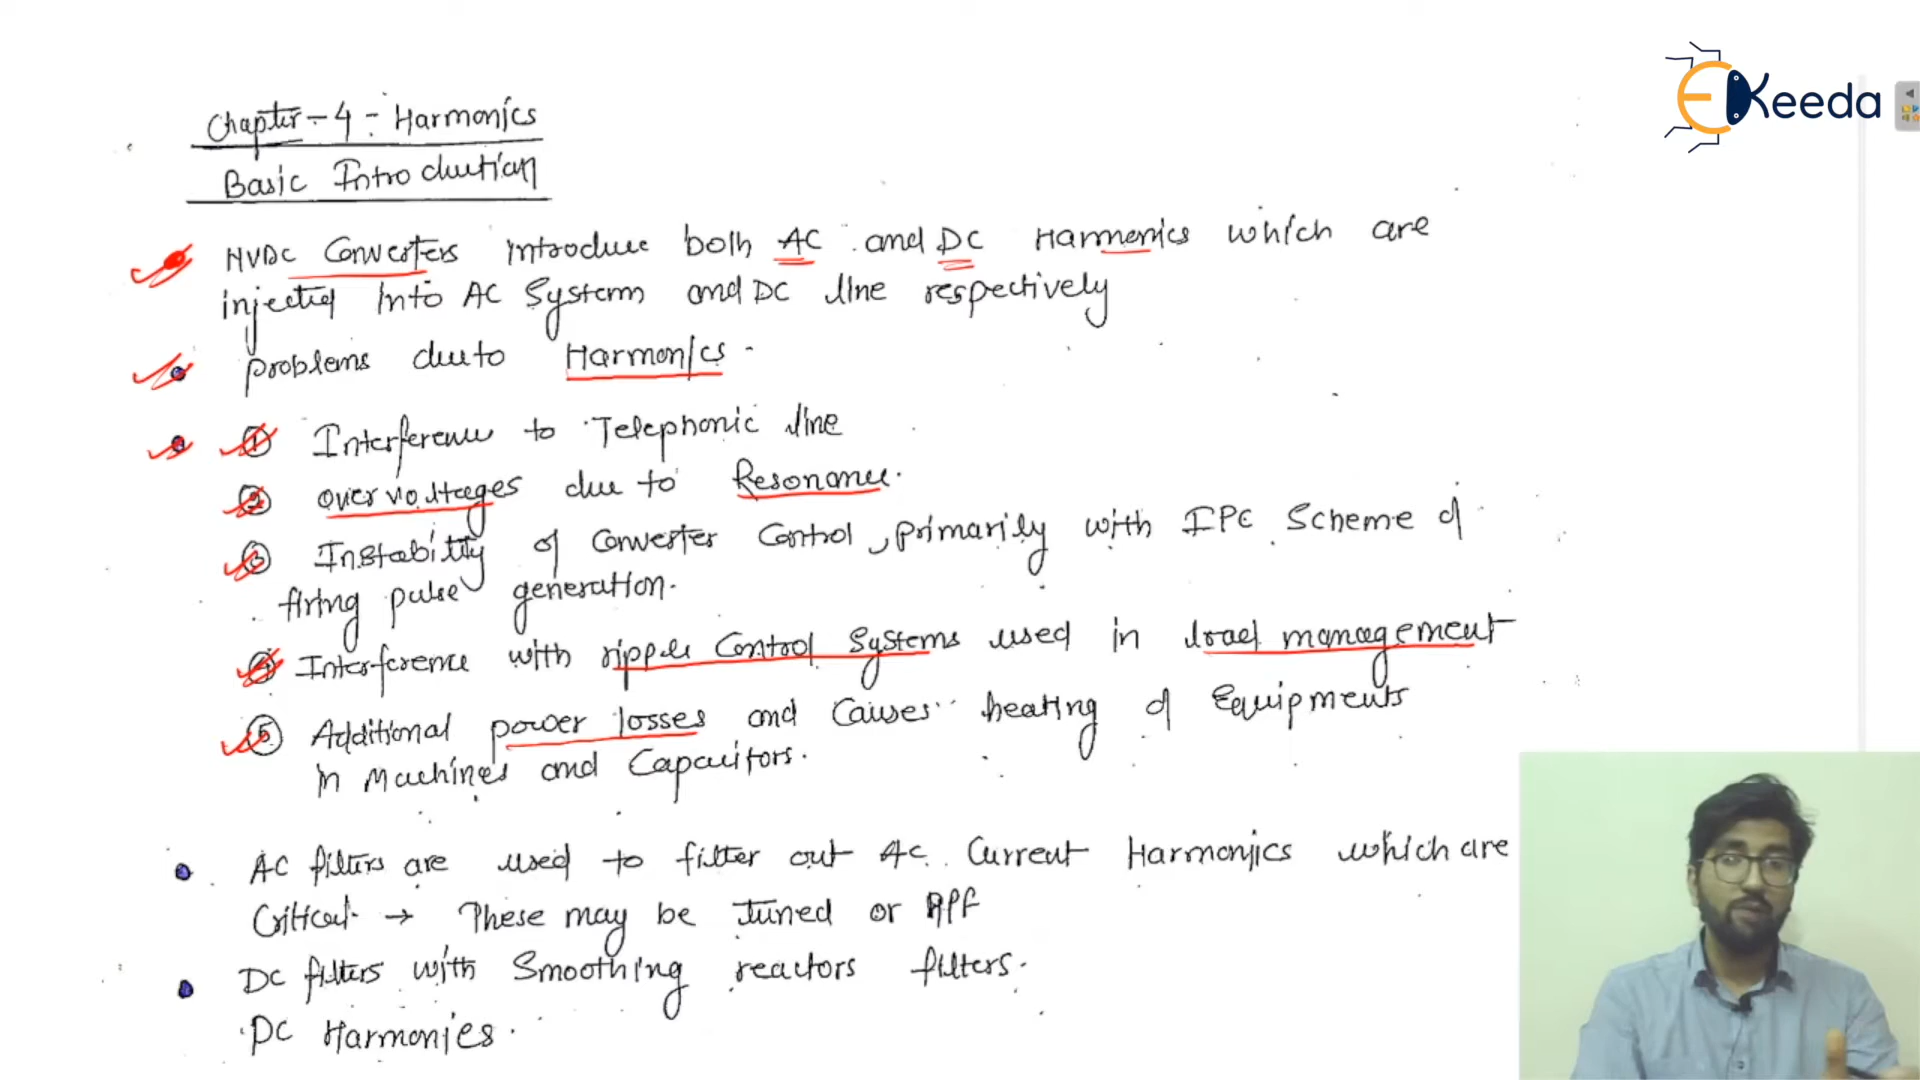 EKeeda
Chapter - 4 - Harmonics
Basic Introduction
HVDC Converters introduce both AC and DC Harmonics which are
injected into AC System and DC line respectively
problems due to Harmonics.
① Interference to Telephonic line
② over voltages due to Resonance.
③ Instability of Converter Control, primarily with IPC Scheme of
firing pulse generation.
④ Interference with ripple Control Systems used in load management
⑤ Additional power losses and Causes heating of Equipments
in Machines and Capacitors.
AC filters are used to filter out AC Current Harmonics which are
Critical → These may be tuned or
DC filters with Smoothing reactors filters.
DC Harmonics.